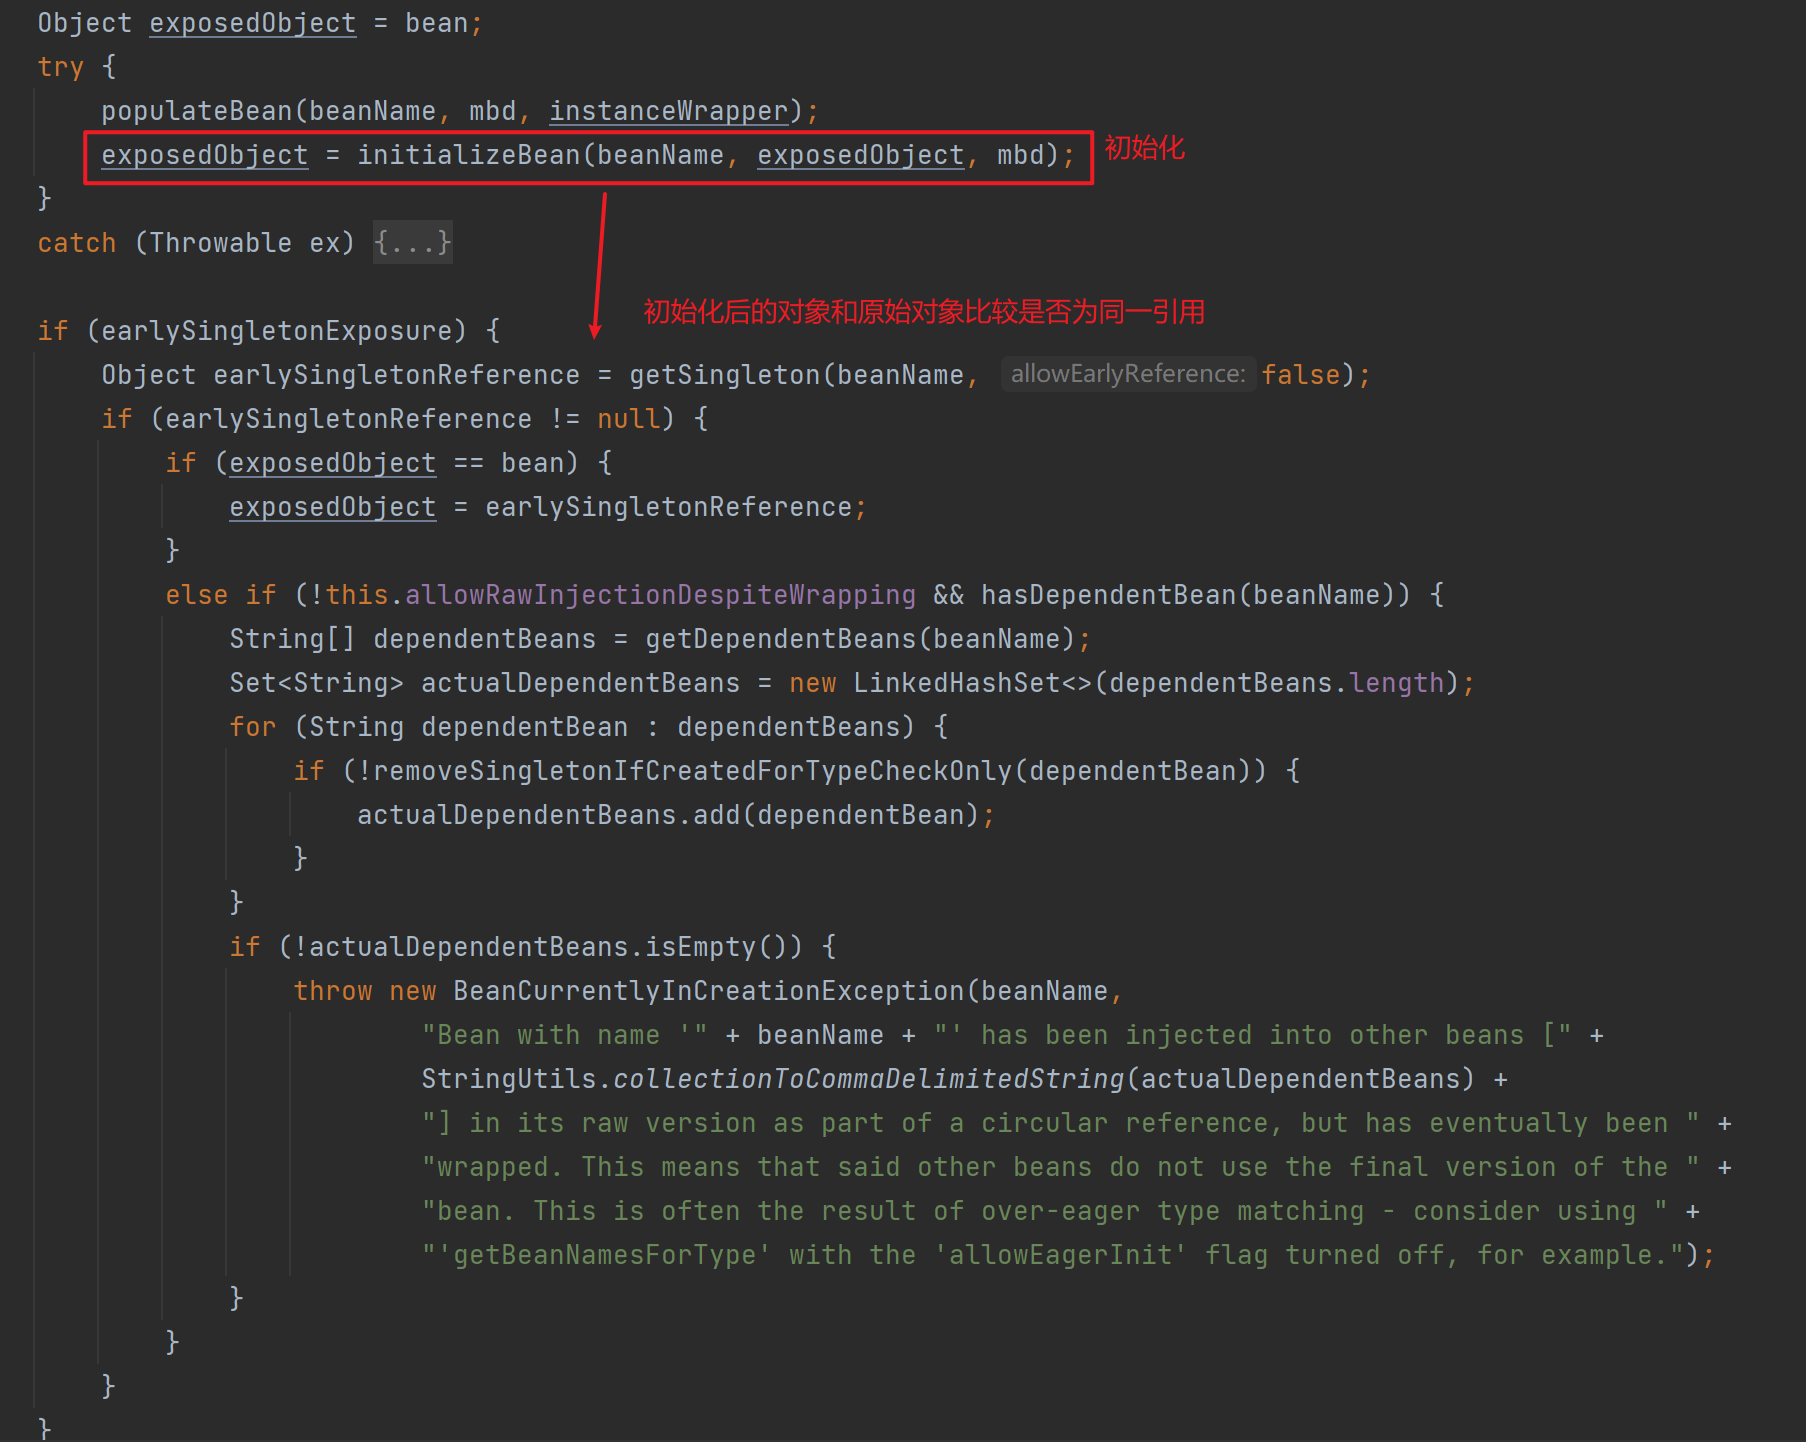 Object exposedObject = bean;
try {
populateBean(beanName, mbd, instanceWrapper);
exposedObject = initializeBean(beanName, exposedObject, mbd); 初始化
}
catch (Throwable ex) {...}
初始化后的对象和原始对象比较是否为同一引用
if (earlySingletonExposure) {
Object earlySingletonReference = getSingleton(beanName, allowEarlyReference: false);
if (earlySingletonReference != null) {
if (exposedObject == bean) {
exposedObject = earlySingletonReference;
}
else if (!this.allowRawInjectionDespiteWrapping && hasDependentBean(beanName)) {
String[] dependentBeans = getDependentBeans(beanName);
Set<String> actualDependentBeans = new LinkedHashSet<>(dependentBeans.length);
for (String dependentBean : dependentBeans) {
if (!removeSingletonIfCreatedForTypeCheckOnly(dependentBean)) {
actualDependentBeans.add(dependentBean);
}
}
if (!actualDependentBeans.isEmpty()) {
throw new BeanCurrentlyInCreationException(beanName,
"Bean with name '" + beanName + "' has been injected into other beans [" +
StringUtils.collectionToCommaDelimitedString(actualDependentBeans) +
"] in its raw version as part of a circular reference, but has eventually been " +
"wrapped. This means that said other beans do not use the final version of the " +
"bean. This is often the result of over-eager type matching - consider using " +
"'getBeanNamesForType' with the 'allowEagerInit' flag turned off, for example.");
}
}
}
}